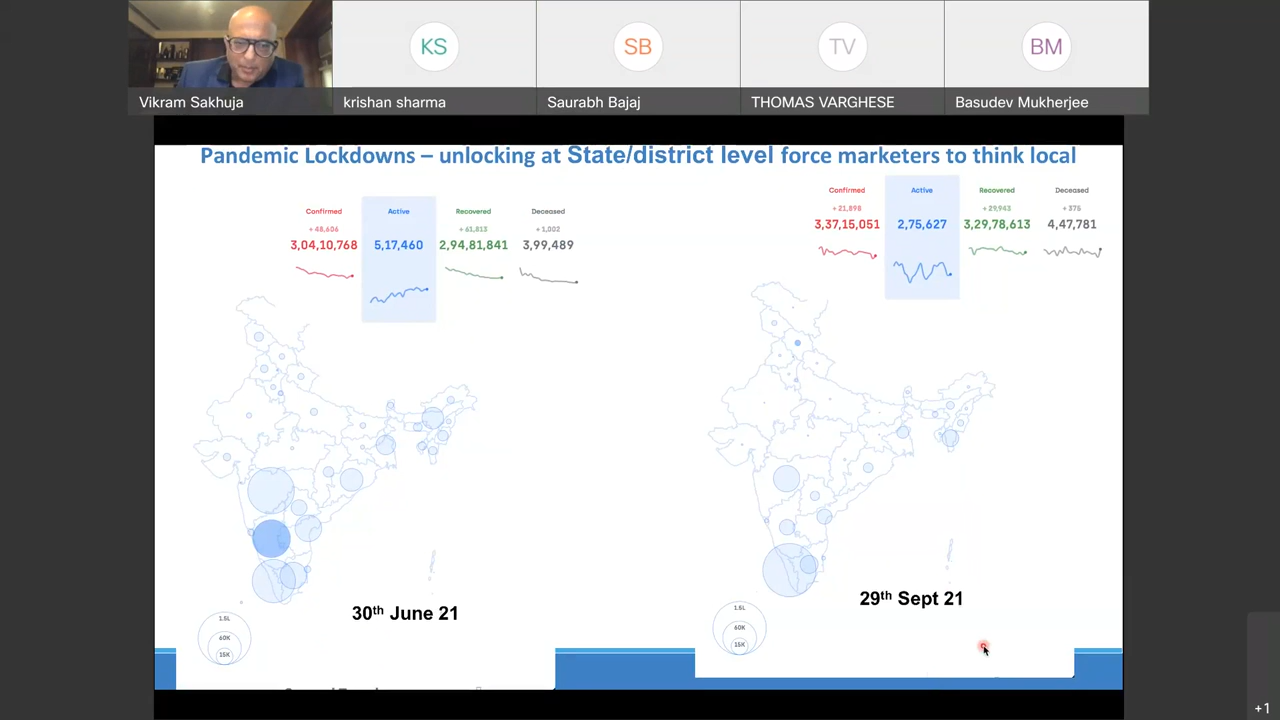 KS
SB
TV
BM
Vikram Sakhuja
krishan sharma
Saurabh Bajaj
THOMAS VARGHESE
Basudev Mukherjee
Pandemic Lockdowns – unlocking at State/district level force marketers to think local
Confirmed Active Recovered Deceased
+ 48,606 + 61,813 + 1,002
3,04,10,768 5,17,460 2,94,81,841 3,99,489
Confirmed Active Recovered Deceased
+ 21,898 + 29,943 + 375
3,37,15,051 2,75,627 3,29,78,613 4,47,781
30th June 21
1.5L
60K
15K
29th Sept 21
1.5L
60K
15K
+1